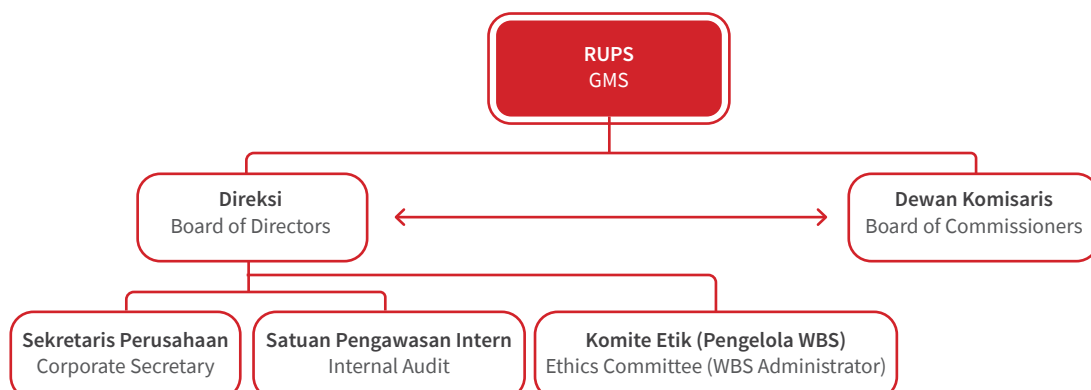 RUPS
GMS
Direksi
Board of Directors
Dewan Komisaris
Board of Commissioners
Sekretaris Perusahaan
Corporate Secretary
Satuan Pengawasan Intern
Internal Audit
Komite Etik (Pengelola WBS)
Ethics Committee (WBS Administrator)